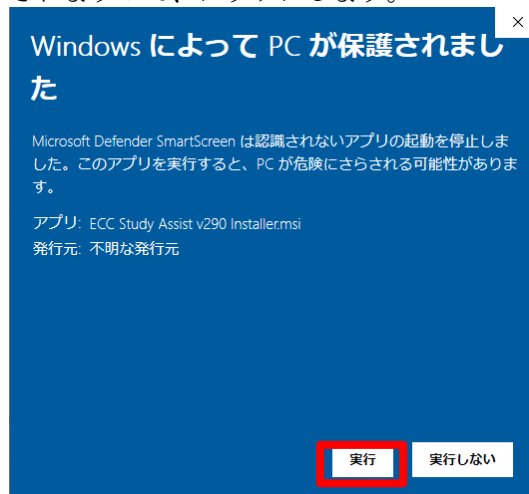 Windows によって PC が保護されまし
た
Microsoft Defender SmartScreen は認識されないアプリの起動を停止しま
した。このアプリを実行すると、PC が危険にさらされる可能性がありま
す。
アプリ: ECC Study Assist v290 Installer.msi
発行元: 不明な発行元
実行 実行しない